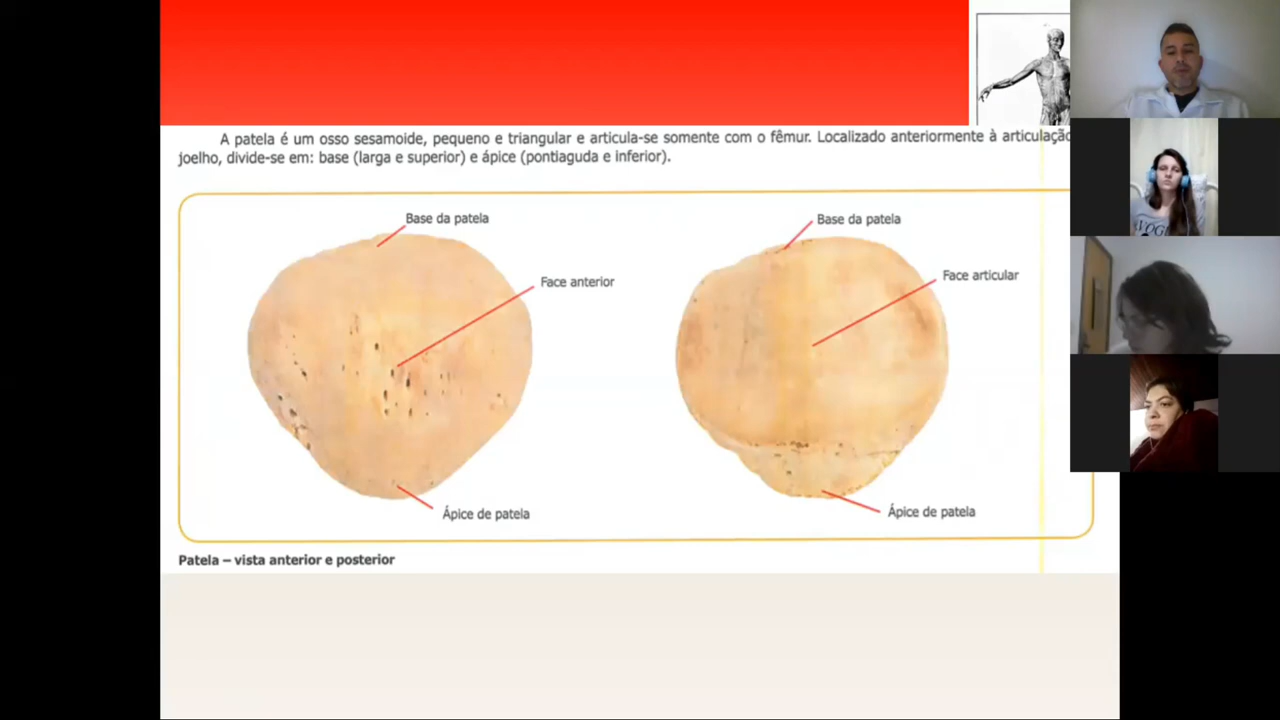 A patela é um osso sesamoide, pequeno e triangular e articula-se somente com o fêmur. Localizado anteriormente à articulação
joelho, divide-se em: base (larga e superior) e ápice (pontiaguda e inferior).
Base da patela
Face anterior
Ápice de patela
Base da patela
Face articular
Ápice de patela
Patela – vista anterior e posterior